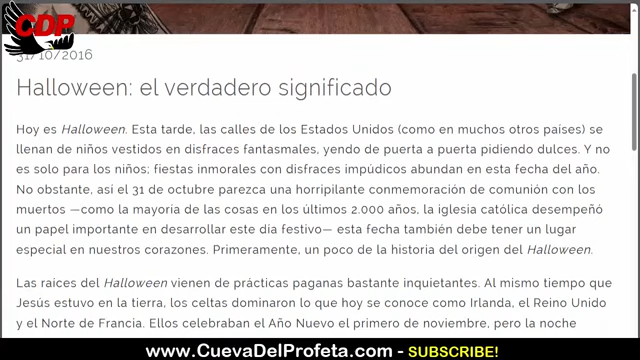 CDP
31/10/2016
Halloween: el verdadero significado
Hoy es Halloween. Esta tarde, las calles de los Estados Unidos (como en muchos otros países) se
llenan de niños vestidos en disfraces fantasmales, yendo de puerta a puerta pidiendo dulces. Y no
es solo para los niños; fiestas inmorales con disfraces impúdicos abundan en esta fecha del año.
No obstante, así el 31 de octubre parezca una horripilante conmemoración de comunión con los
muertos —como la mayoría de las cosas en los últimos 2.000 años, la iglesia católica desempeñó
un papel importante en desarrollar este día festivo— esta fecha también debe tener un lugar
especial en nuestros corazones. Primeramente, un poco de la historia del origen del Halloween.
Las raíces del Halloween vienen de prácticas paganas bastante inquietantes. Al mismo tiempo que
Jesús estuvo en la tierra, los celtas dominaron lo que hoy se conoce como Irlanda, el Reino Unido
y el Norte de Francia. Ellos celebraban el Año Nuevo el primero de noviembre, pero la noche
www.CuevaDelProfeta.com - SUBSCRIBE!